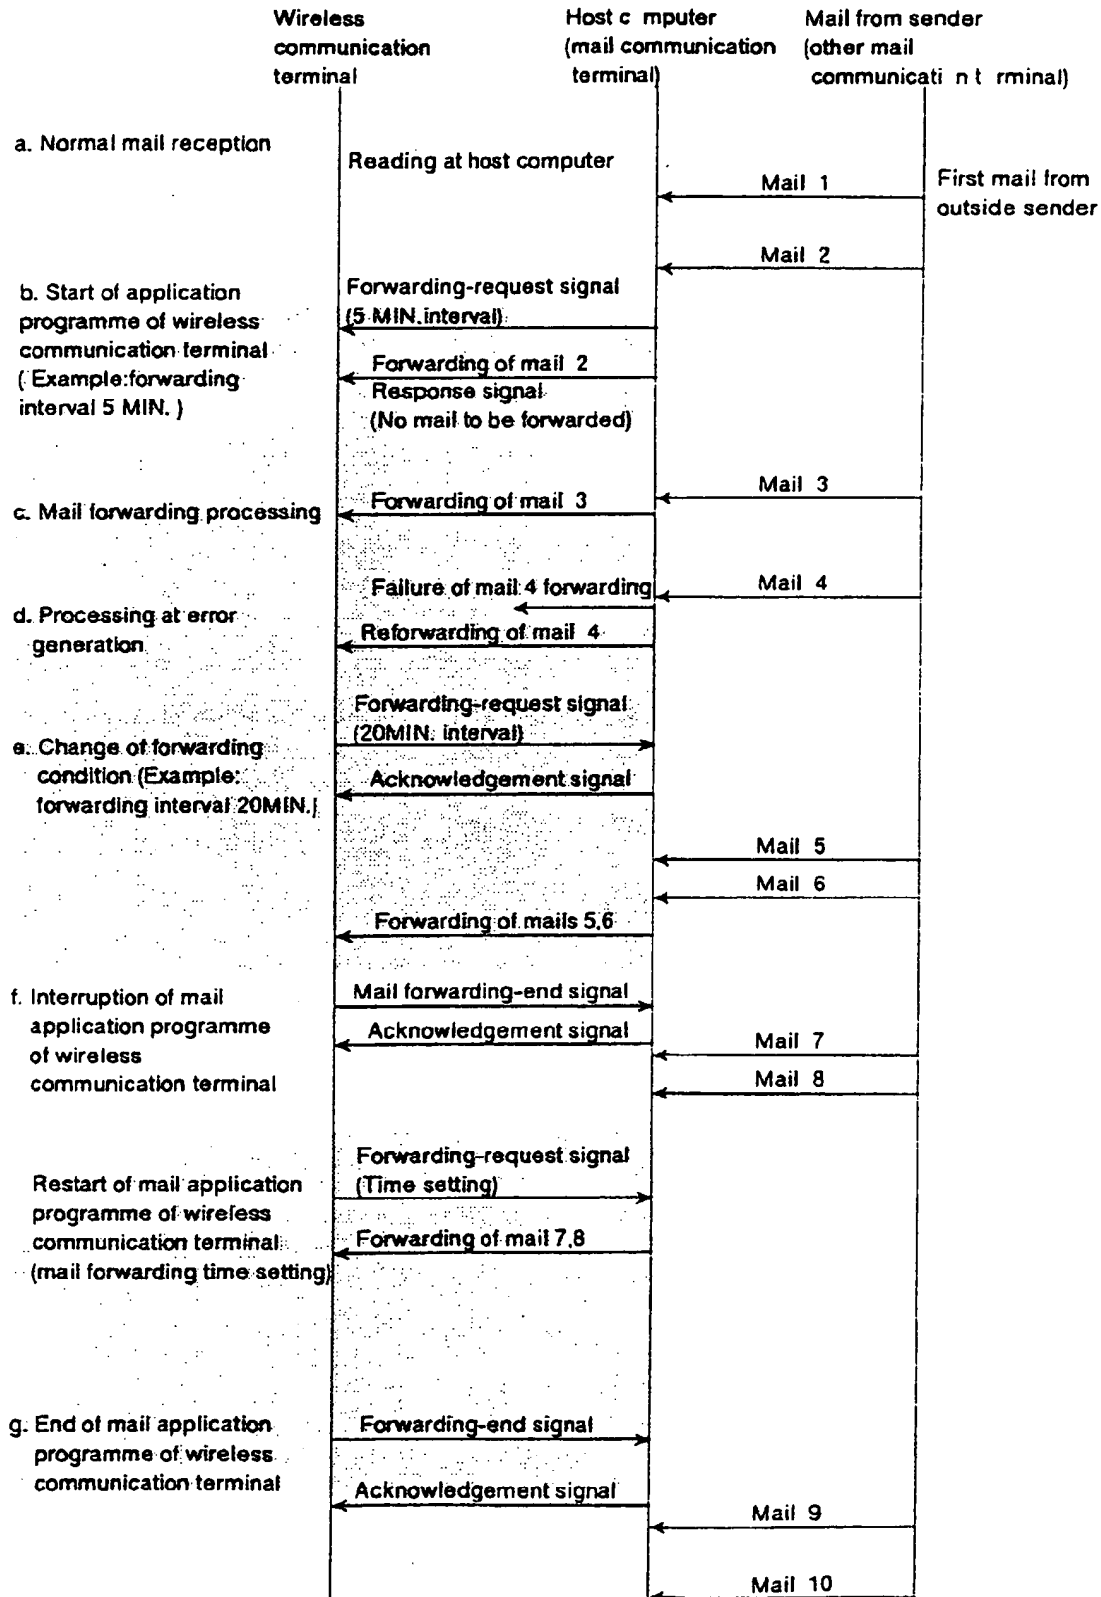 Wireless
communication
terminal
Host c mputer
(mail communication
terminal)
Mail from sender
(other mail
communicati n t rminal)
a. Normal mail reception
Reading at host computer
Mail 1
First mail from
outside sender
Mail 2
b. Start of application
programme of wireless
communication terminal
( Example:forwarding
interval 5 MIN. )
Forwarding-request signal
(5 MIN.interval)
Forwarding of mail 2
Response signal
(No mail to be forwarded)
Mail 3
c. Mail forwarding processing
Forwarding of mail 3
Failure of mail 4 forwarding
Mail 4
d. Processing at error
generation
Reforwarding of mail 4
Forwarding-request signal
(20MIN. interval)
e. Change of forwarding
condition (Example:
forwarding interval 20MIN.)
Acknowledgement signal
Mail 5
Mail 6
Forwarding of mails 5,6
f. Interruption of mail
application programme
of wireless
communication terminal
Mail forwarding-end signal
Acknowledgement signal
Mail 7
Mail 8
Forwarding-request signal
(Time setting)
Restart of mail application
programme of wireless
communication terminal
(mail forwarding time setting)
Forwarding of mail 7,8
g. End of mail application
programme of wireless
communication terminal
Forwarding-end signal
Acknowledgement signal
Mail 9
Mail 10